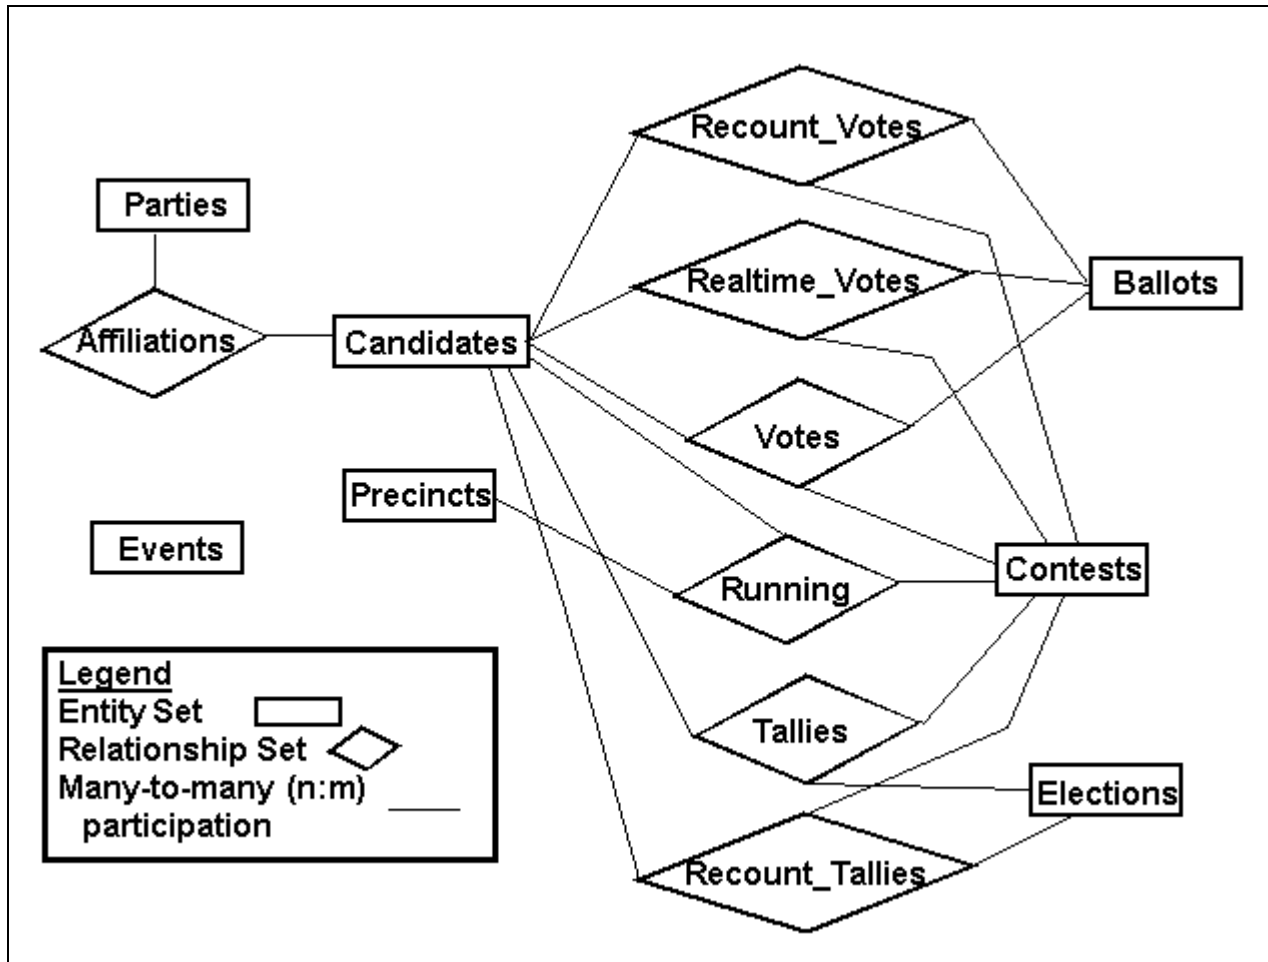 Recount_Votes
Parties
Realtime_Votes
Ballots
Affiliations
Candidates
Votes
Precincts
Events
Contests
Running
Legend
Entity Set
Relationship Set
Many-to-many (n:m)
participation
Tallies
Elections
Recount_Tallies